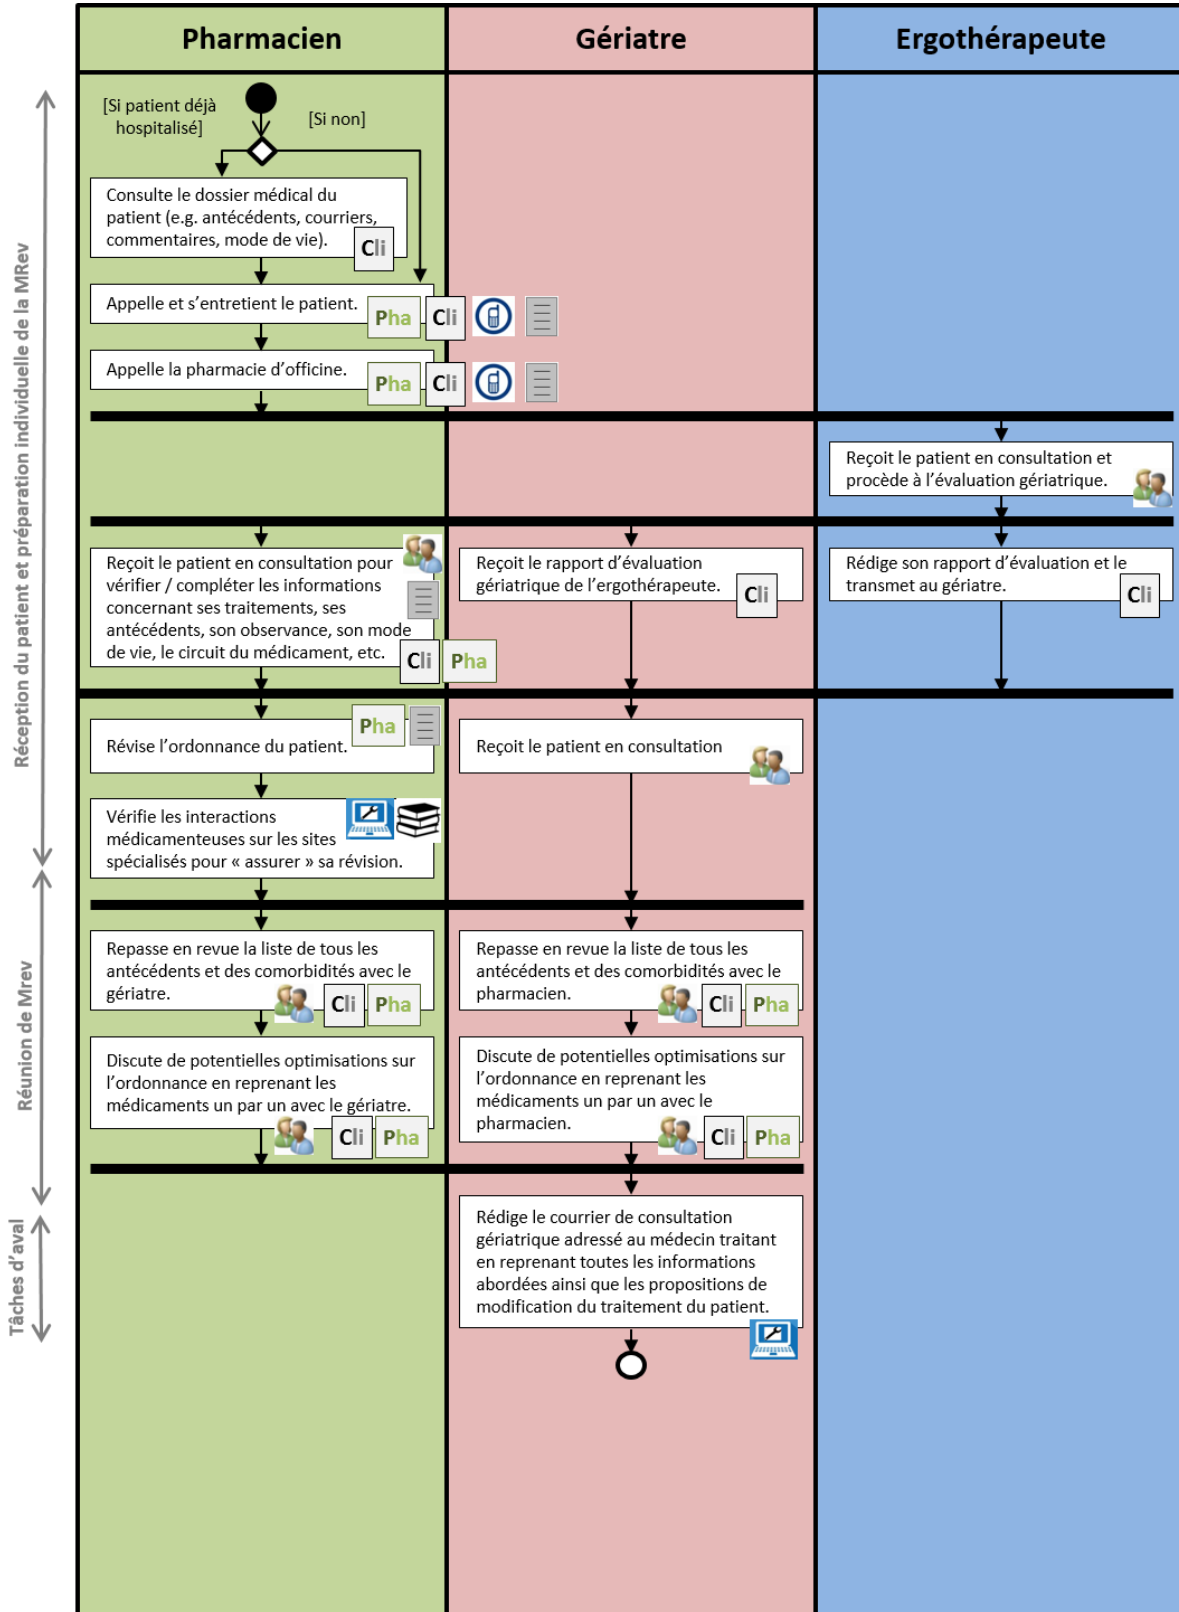 Pharmacien
Gériatre
Ergothérapeute
Réception du patient et préparation individuelle de la MRev
[Si patient déjà
hospitalisé]
[Si non]
Consulte le dossier médical du
patient (e.g. antécédents, courriers,
commentaires, mode de vie).
Cli
Appelle et s’entretient le patient.
Pha
Cli
Appelle la pharmacie d’officine.
Pha
Cli
Reçoit le patient en consultation et
procède à l’évaluation gériatrique.
Reçoit le patient en consultation pour
vérifier / compléter les informations
concernant ses traitements, ses
antécédents, son observance, son mode
de vie, le circuit du médicament, etc.
Cli
Pha
Reçoit le rapport d’évaluation
gériatrique de l’ergothérapeute.
Cli
Rédige son rapport d’évaluation et le
transmet au gériatre.
Cli
Révise l’ordonnance du patient.
Pha
Reçoit le patient en consultation
Vérifie les interactions
médicamenteuses sur les sites
spécialisés pour « assurer » sa révision.
Réunion de Mrev
Repasse en revue la liste de tous les
antécédents et des comorbidités avec le
gériatre.
Cli
Pha
Repasse en revue la liste de tous les
antécédents et des comorbidités avec le
pharmacien.
Cli
Pha
Discute de potentielles optimisations sur
l’ordonnance en reprenant les
médicaments un par un avec le gériatre.
Cli
Pha
Discute de potentielles optimisations sur
l’ordonnance en reprenant les
médicaments un par un avec le
pharmacien.
Cli
Pha
Tâches d’aval
Rédige le courrier de consultation
gériatrique adressé au médecin traitant
en reprenant toutes les informations
abordées ainsi que les propositions de
modification du traitement du patient.